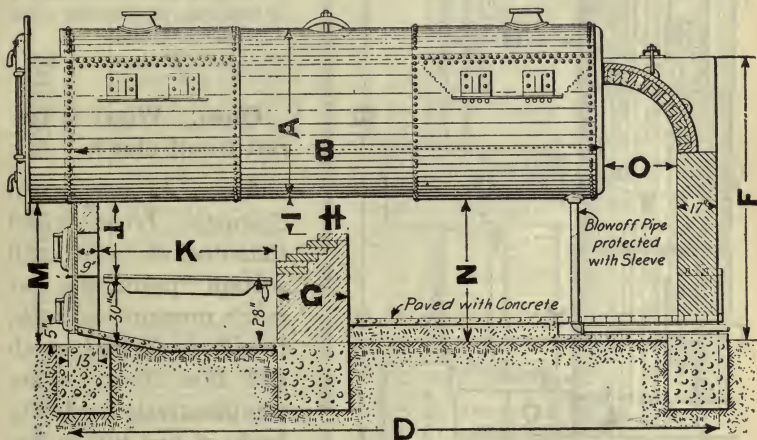 A
B
O
F
17"
I
H
Blowoff Pipe
protected
with Sleeve
M
T
K
N
9"
G
Paved with Concrete
30"
28"
5"
13"
D